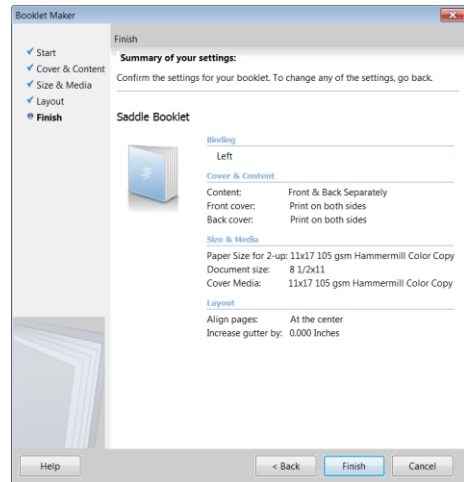 Booklet Maker
Start
Cover & Content
Size & Media
Layout
Finish
Finish
Summary of your settings:
Confirm the settings for your booklet. To change any of the settings, go back.
Saddle Booklet
Binding
Left
Cover & Content
Content: Front & Back Separately
Front cover: Print on both sides
Back cover: Print on both sides
Size & Media
Paper Size for 2-up: 11x17 105 gsm Hammermill Color Copy
Document size: 8 1/2x11
Cover Media: 11x17 105 gsm Hammermill Color Copy
Layout
Align pages: At the center
Increase gutter by: 0.000 Inches
Help < Back Finish Cancel